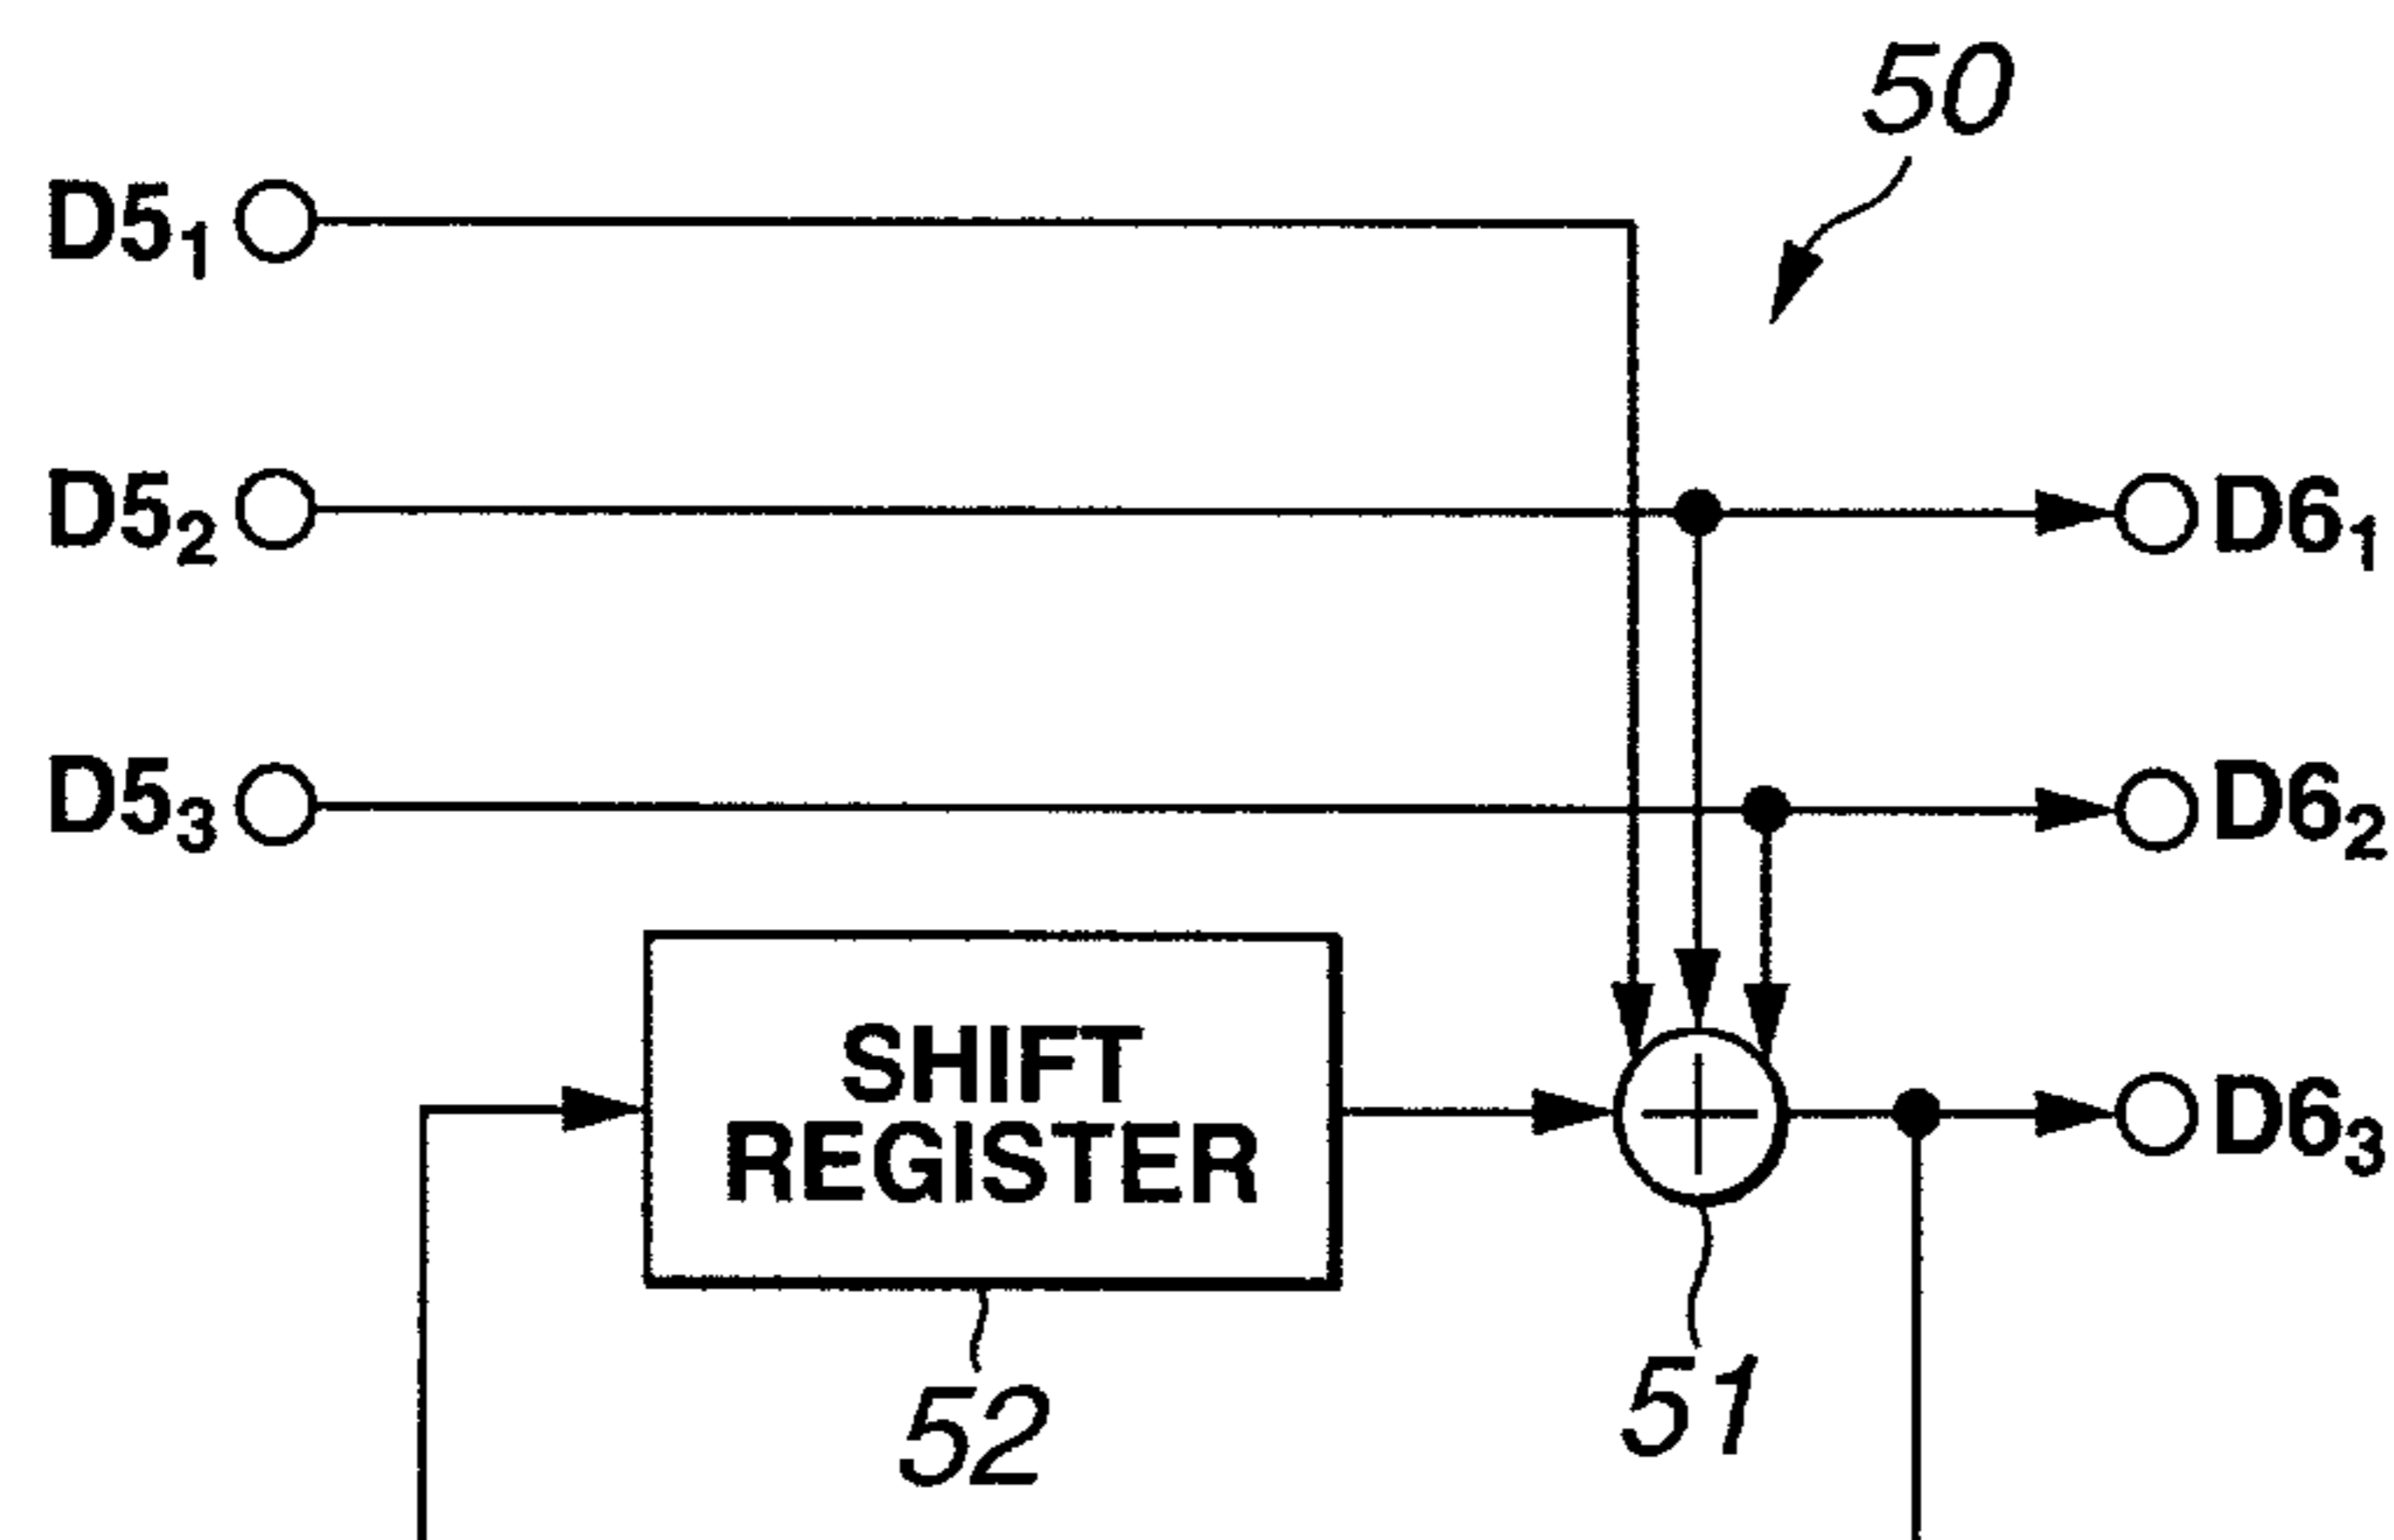 50
D5₁
D5₂
D6₁
D5₃
D6₂
SHIFT
REGISTER
D6₃
52
51